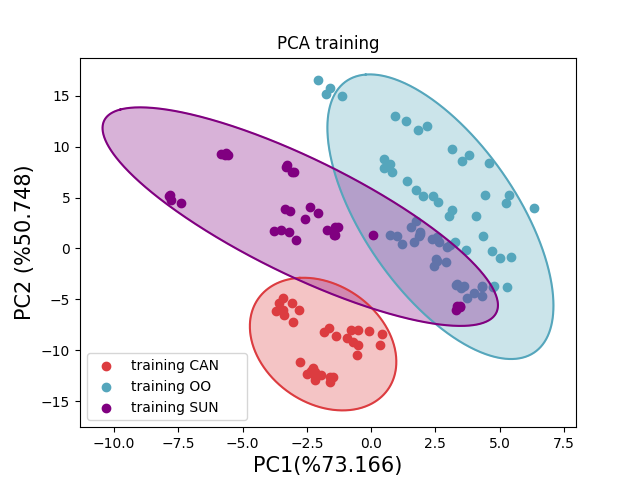 PCA training
PC2 (%50.748)
15
10
5
0
−5
−10
−15
training CAN
training OO
training SUN
−10.0 −7.5 −5.0 −2.5 0.0 2.5 5.0 7.5
PC1(%73.166)